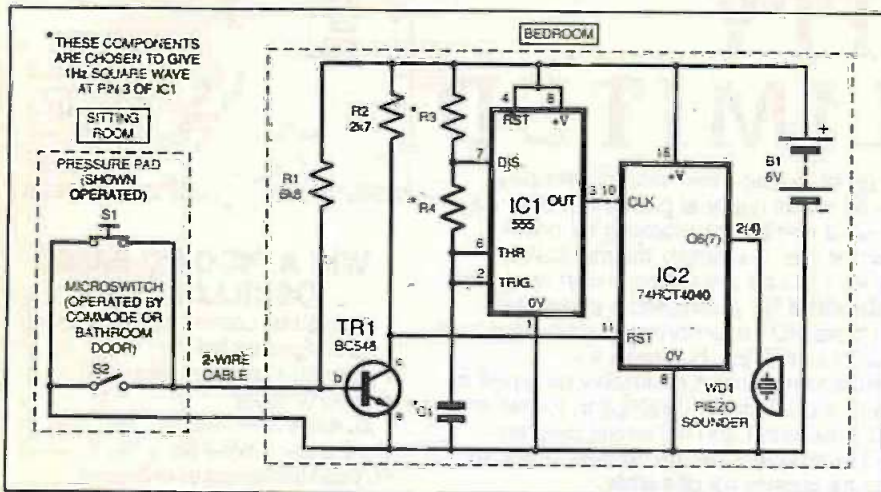 BEDROOM
* THESE COMPONENTS
ARE CHOSEN TO GIVE
1Hz SQUARE WAVE
AT PIN 3 OF IC1
SITTING
ROOM
PRESSURE PAD
(SHOWN
OPERATED)
S1
MICROSWITCH
(OPERATED BY
COMMODE OR
BATHROOM
DOOR)
S2
2-WIRE
CABLE
R1
6k8
R2
2k7
* R3
* R4
TR1
BC548
b
c
e
* C1
4
8
RST
+V
7
DIS
IC1
555
OUT
3
6
THR
2
TRIG
0V
1
10
CLK
16
+V
Q6(7)
2(4)
IC2
74HCT4040
11
RST
0V
8
B1
6V
+
−
WD1
PIEZO
SOUNDER